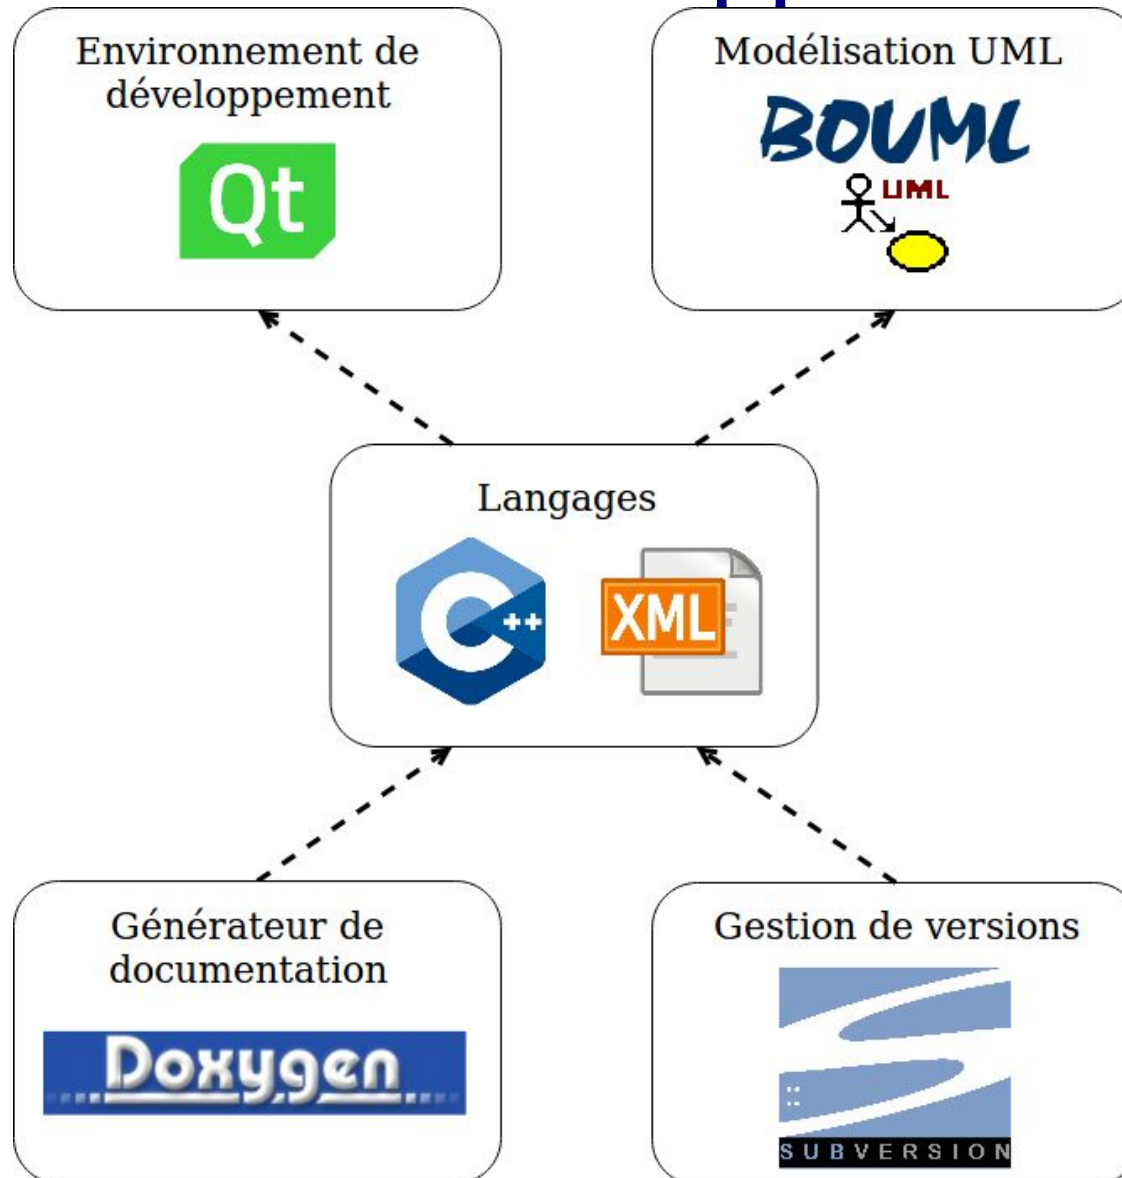 Environnement de
développement
Qt
Modélisation UML
BOUML
UML
Langages
C++
XML
Générateur de
documentation
Doxygen
Gestion de versions
SUBVERSION